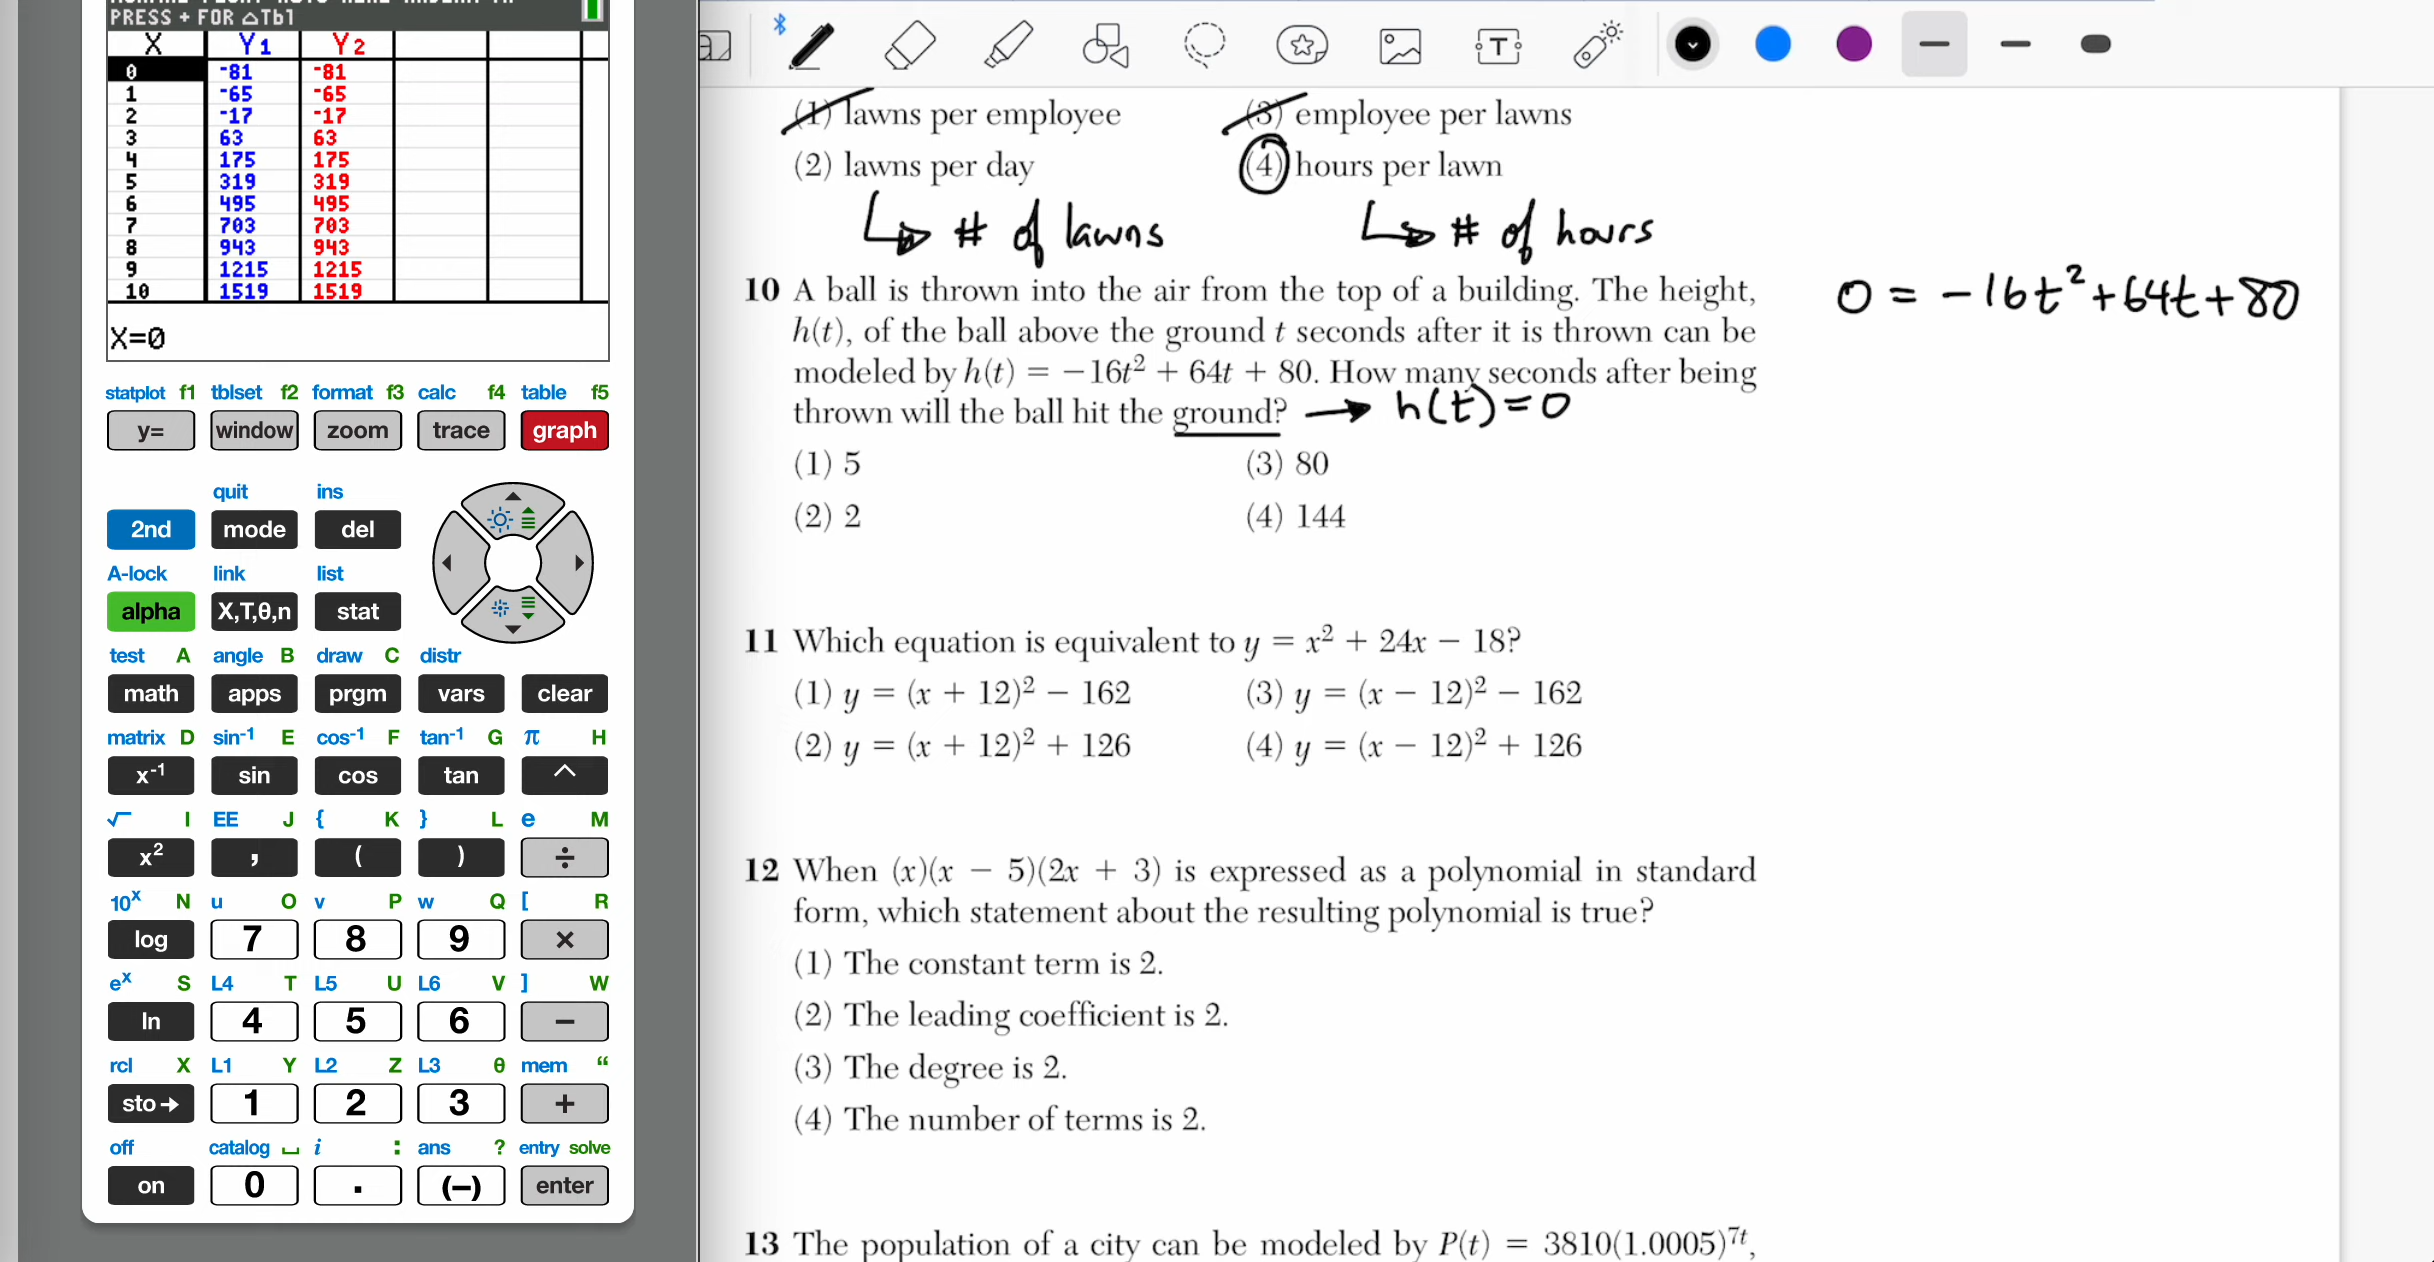 PRESS + FOR △Tb1
X Y1 Y2
0 -81 -81
1 -65 -65
2 -17 -17
3 63 63
4 175 175
5 319 319
6 495 495
7 703 703
8 943 943
9 1215 1215
10 1519 1519
X=0
statplot f1 tblset f2 format f3 calc f4 table f5
y= window zoom trace graph
quit ins
2nd mode del
A-lock link list
alpha X,T,θ,n stat
test A angle B draw C distr
math apps prgm vars clear
matrix D sin-1 E cos-1 F tan-1 G π H
x-1 sin cos tan ^
√ I EE J { K } L e M
x2 , ( ) ÷
10x N u O v P w Q [ R
log 7 8 9 ×
ex S L4 T L5 U L6 V ] W
ln 4 5 6 −
rcl X L1 Y L2 Z L3 θ mem “
sto→ 1 2 3 +
off catalog ⎵ i : ans ? entry solve
on 0 . (−) enter
T
(1) lawns per employee (3) employee per lawns
(2) lawns per day (4) hours per lawn
# of lawns # of hours
10 A ball is thrown into the air from the top of a building. The height,
h(t), of the ball above the ground t seconds after it is thrown can be
modeled by h(t) = −16t² + 64t + 80. How many seconds after being
thrown will the ball hit the ground? → h(t)=0
0 = -16t²+64t+80
(1) 5 (3) 80
(2) 2 (4) 144
11 Which equation is equivalent to y = x² + 24x − 18?
(1) y = (x + 12)² − 162 (3) y = (x − 12)² − 162
(2) y = (x + 12)² + 126 (4) y = (x − 12)² + 126
12 When (x)(x − 5)(2x + 3) is expressed as a polynomial in standard
form, which statement about the resulting polynomial is true?
(1) The constant term is 2.
(2) The leading coefficient is 2.
(3) The degree is 2.
(4) The number of terms is 2.
13 The population of a city can be modeled by P(t) = 3810(1.0005)⁷ᵗ,